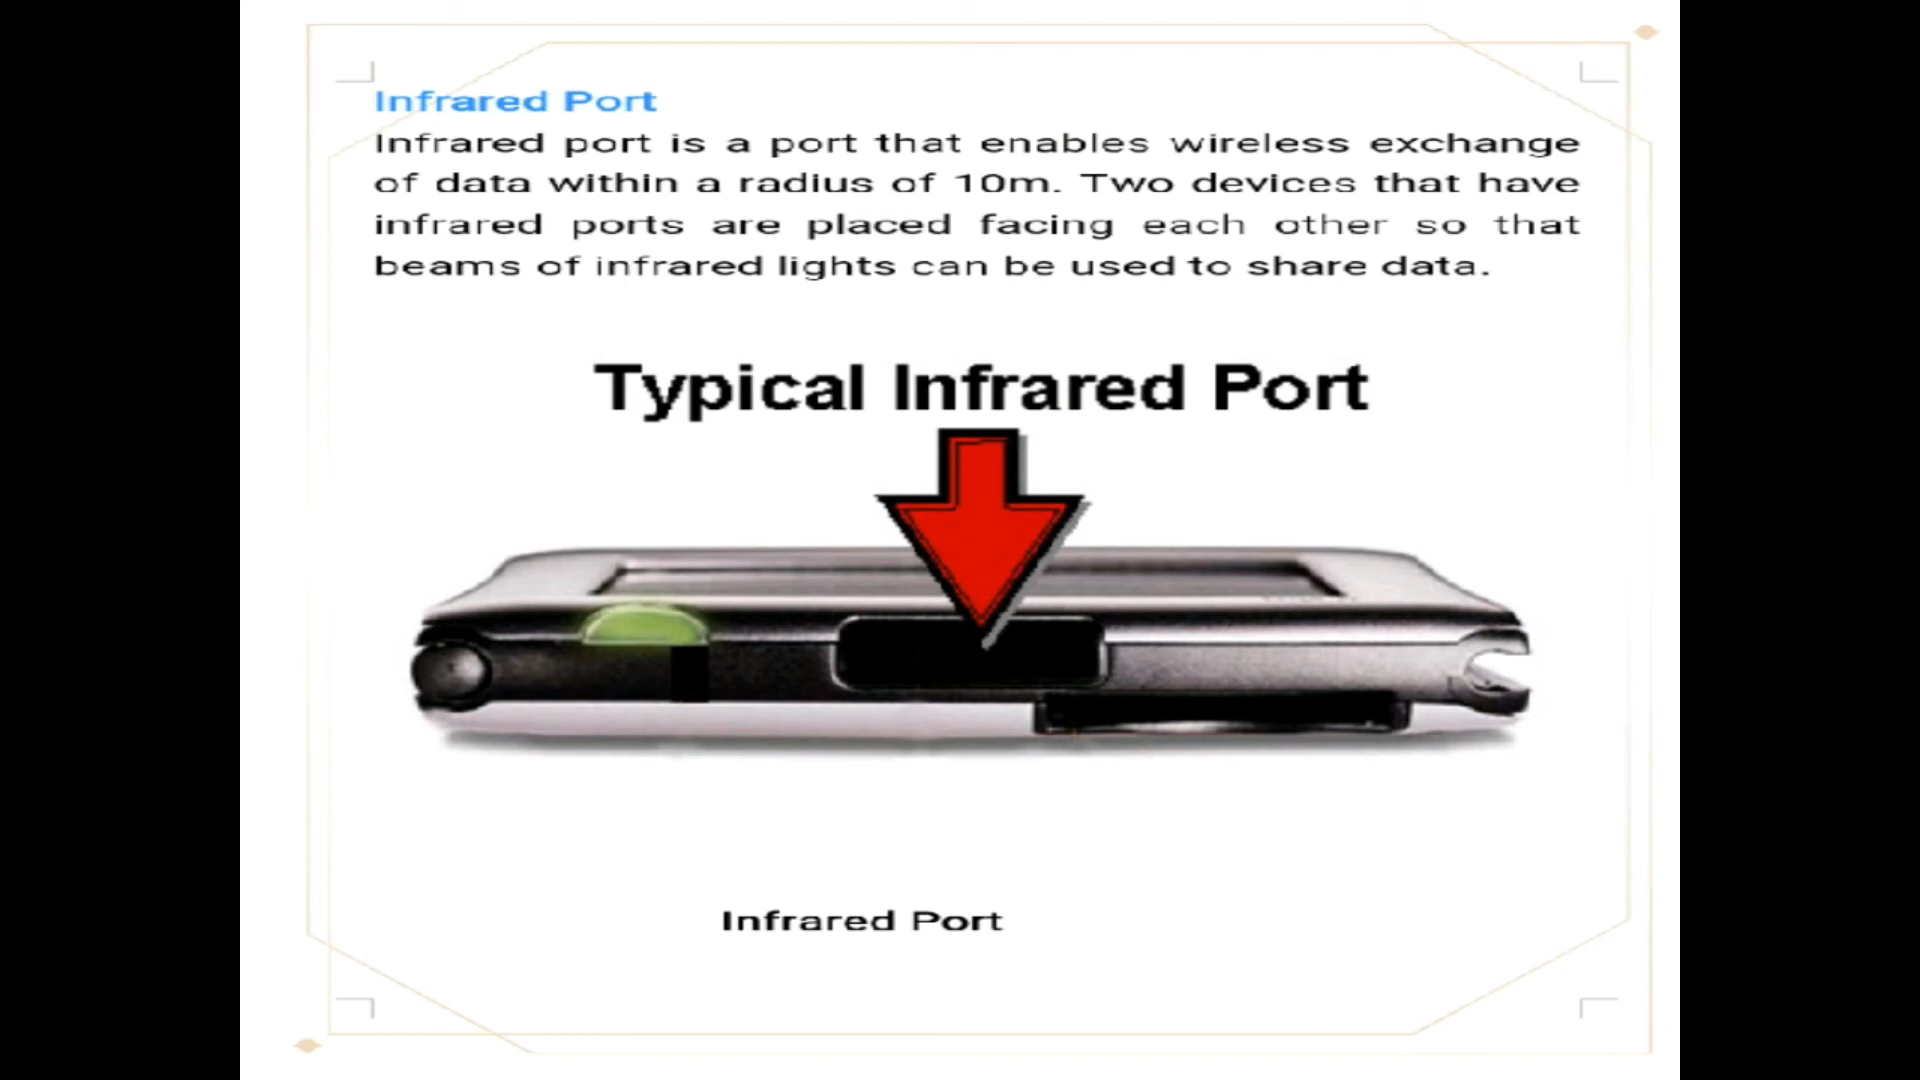 Infrared Port
Infrared port is a port that enables wireless exchange
of data within a radius of 10m. Two devices that have
infrared ports are placed facing each other so that
beams of infrared lights can be used to share data.
Typical Infrared Port
Infrared Port